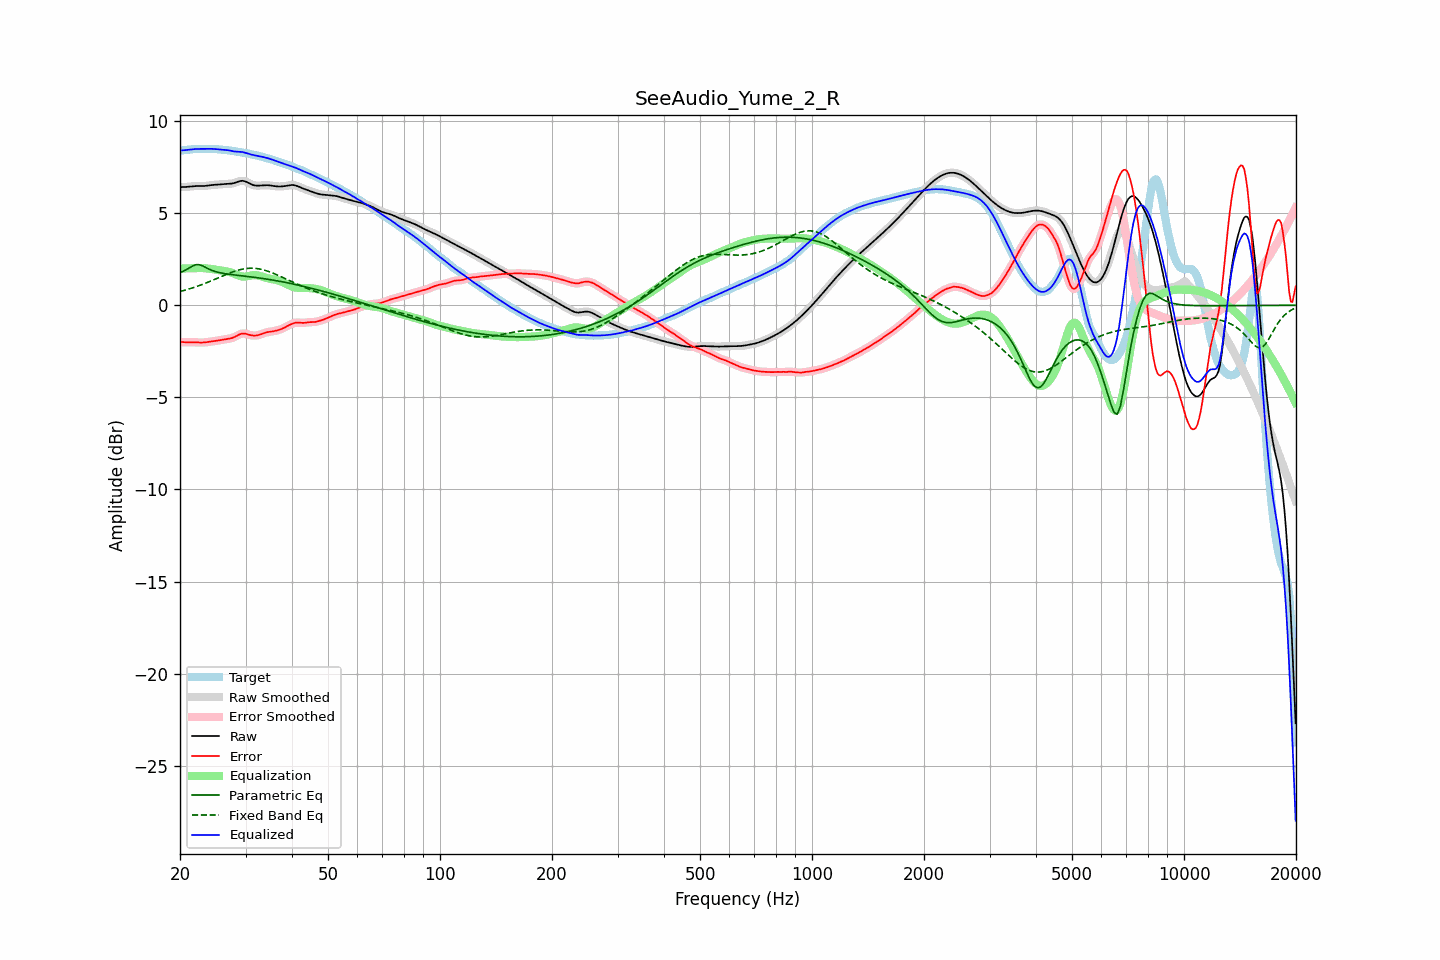 SeeAudio_Yume_2_R
10
5
0
−5
−10
−15
−20
−25
Amplitude (dBr)
Target
Raw Smoothed
Error Smoothed
Raw
Error
Equalization
Parametric Eq
Fixed Band Eq
Equalized
20
50
100
200
500
1000
2000
5000
10000
20000
Frequency (Hz)